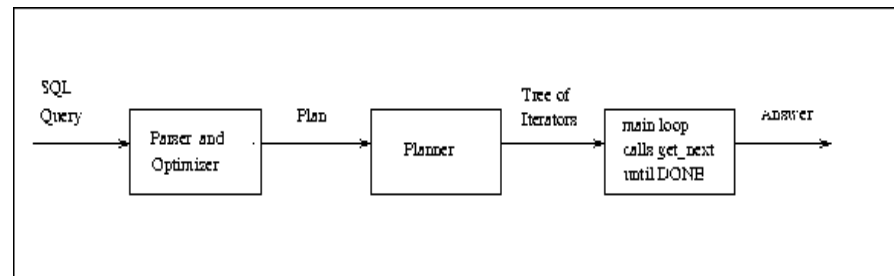 SQL
Query
Parser and
Optimizer
Plan
Planner
Tree of
Iterators
main loop
calls get_next
until DONE
Answer